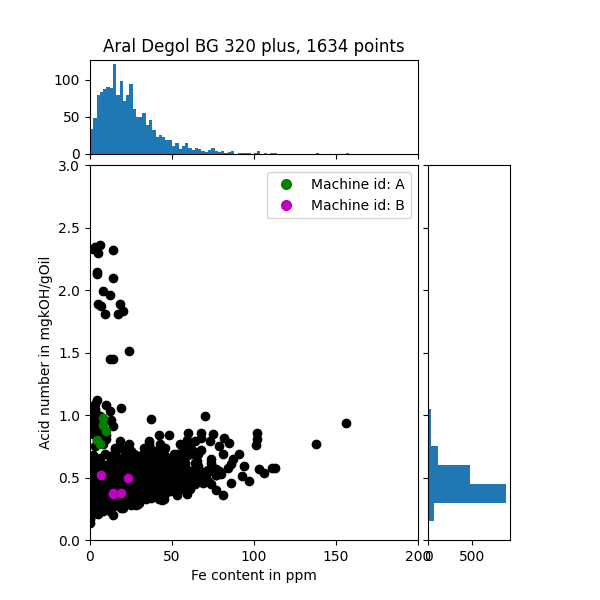 Aral Degol BG 320 plus, 1634 points
100
50
0
3.0
2.5
2.0
1.5
1.0
0.5
0.0
Acid number in mgkOH/gOil
Machine id: A
Machine id: B
0 50 100 150 200
0 500
Fe content in ppm